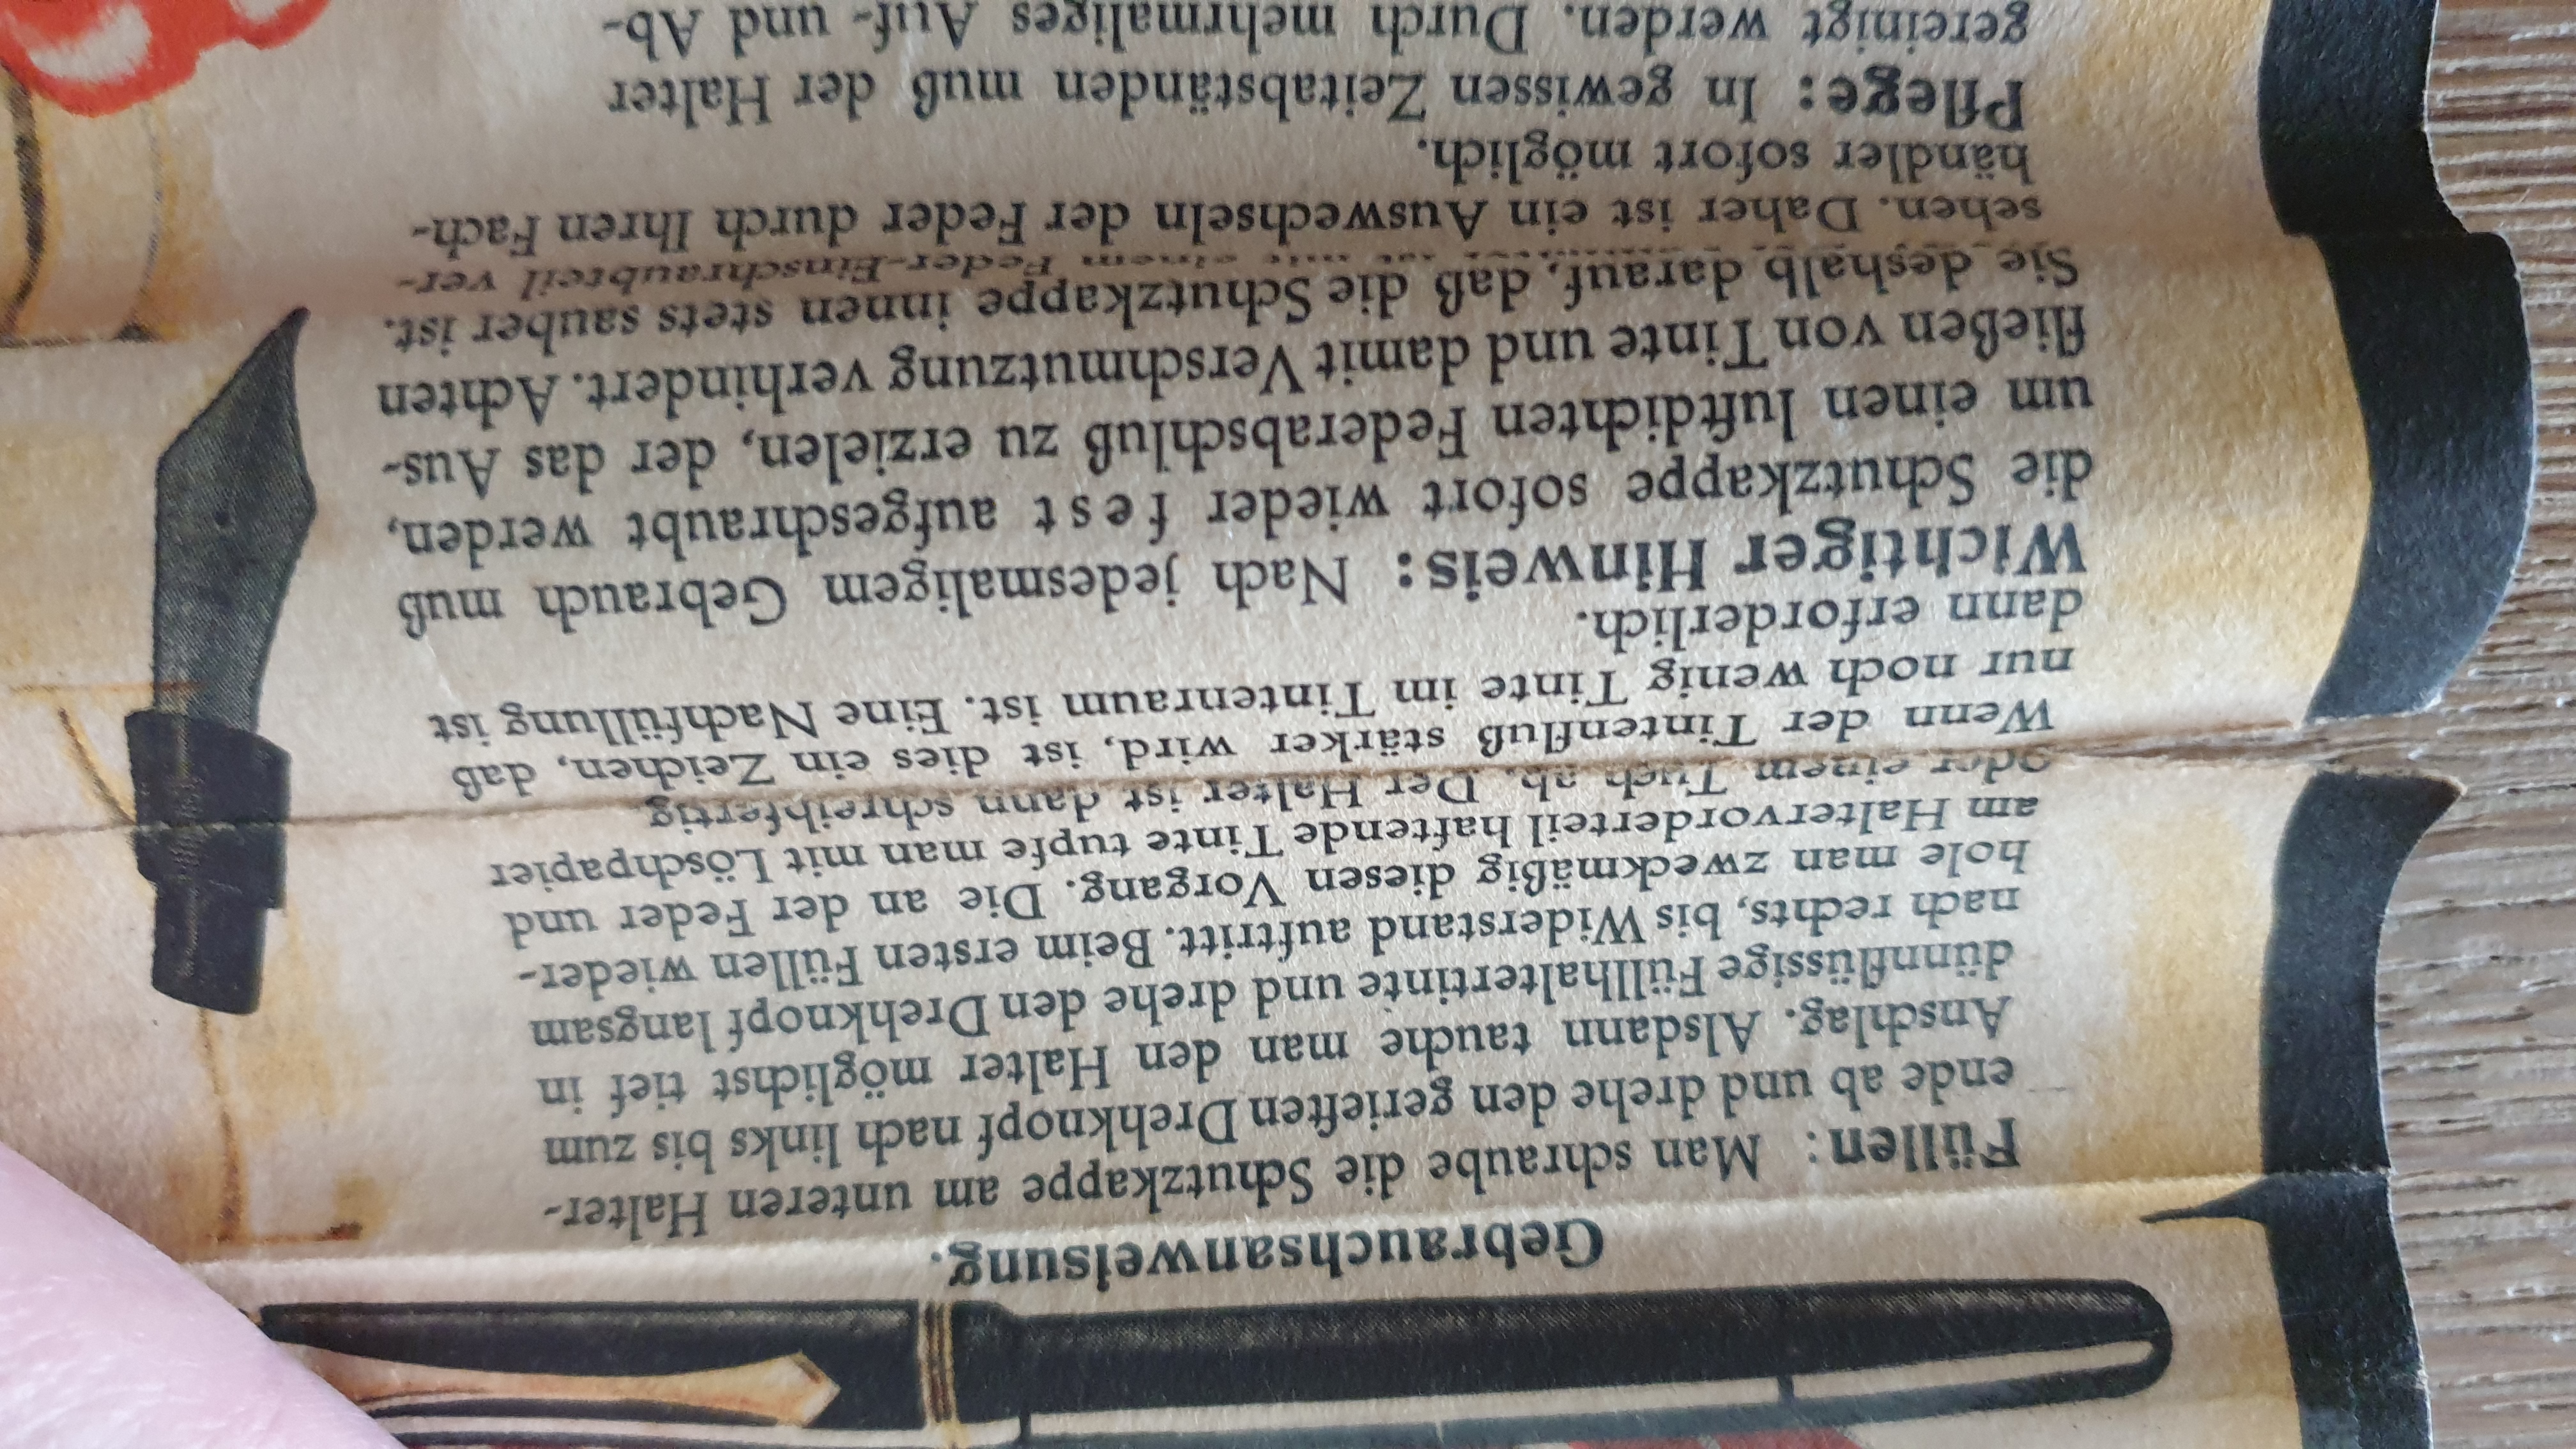 Gebrauchsanweisung.
Füllen: Man schraube die Schutzkappe am unteren Halter-
ende ab und drehe den gerieften Drehknopf nach links bis zum
Anschlag. Alsdann tauche man den Halter möglichst tief in
dünnflüssige Füllhaltertinte und drehe den Drehknopf langsam
nach rechts, bis Widerstand auftritt. Beim ersten Füllen wieder-
hole man zweckmäßig diesen Vorgang. Die an der Feder und
am Haltervorderteil haftende Tinte tupfe man mit Löschpapier
oder einem Tuch ab. Der Halter ist dann schreibfertig.
Wenn der Tintenfluß stärker wird, ist dies ein Zeichen, daß
nur noch wenig Tinte im Tintenraum ist. Eine Nachfüllung ist
dann erforderlich.
Wichtiger Hinweis: Nach jedesmaligem Gebrauch muß
die Schutzkappe sofort wieder fest aufgeschraubt werden,
um einen luftdichten Federabschluß zu erzielen, der das Aus-
fließen von Tinte und damit Verschmutzung verhindert. Achten
Sie deshalb darauf, daß die Schutzkappe innen stets sauber ist.
einem Feder-Einschraubteil ver-
sehen. Daher ist ein Auswechseln der Feder durch Ihren Fach-
händler sofort möglich.
Pflege: In gewissen Zeitabständen muß der Halter
gereinigt werden. Durch mehrmaliges Auf- und Ab-